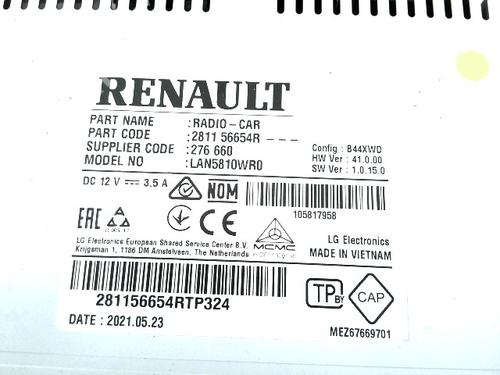 RENAULT
PART NAME : RADIO-CAR
PART CODE : 2811 56654R - - -
SUPPLIER CODE : 276 660
MODEL NO : LAN5810WR0
Config : B44XWD
HW Ver : 41.0.00
SW Ver : 1.0.15.0
DC 12 V 3.5 A NOM
105817958
EAC CE MCMC
LG Electronics European Shared Service Center B.V.
Krijgsman 1, 1186 DM Amstelveen, The Netherlands
LG Electronics
MADE IN VIETNAM
281156654RTP324
TP BY CAP
DATE : 2021.05.23
MEZ67669701